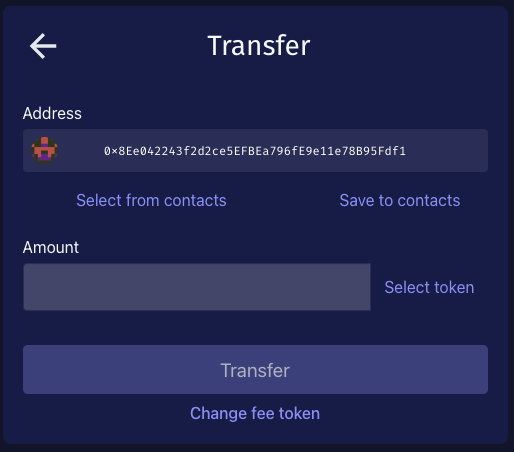 Transfer
Address
0x8Ee042243f2d2ce5EFBEa796fE9e11e78B95Fdf1
Select from contacts Save to contacts
Amount
Select token
Transfer
Change fee token